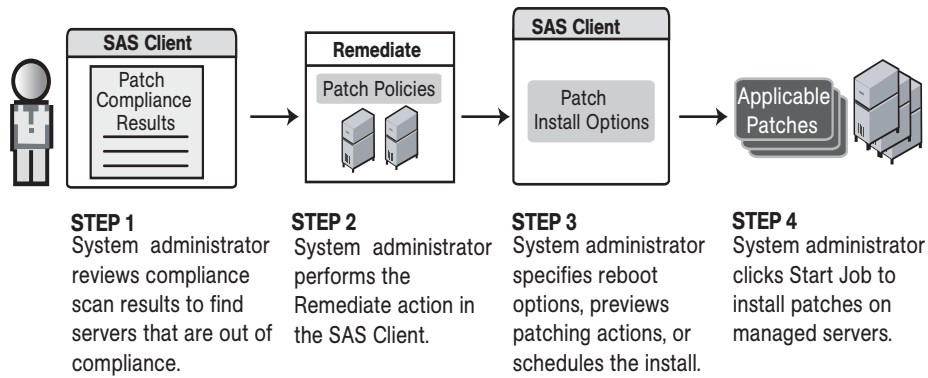 SAS Client
Patch
Compliance
Results
Remediate
Patch Policies
SAS Client
Patch
Install Options
Applicable
Patches
STEP 1
System administrator
reviews compliance
scan results to find
servers that are out of
compliance.
STEP 2
System administrator
performs the
Remediate action in
the SAS Client.
STEP 3
System administrator
specifies reboot
options, previews
patching actions, or
schedules the install.
STEP 4
System administrator
clicks Start Job to
install patches on
managed servers.